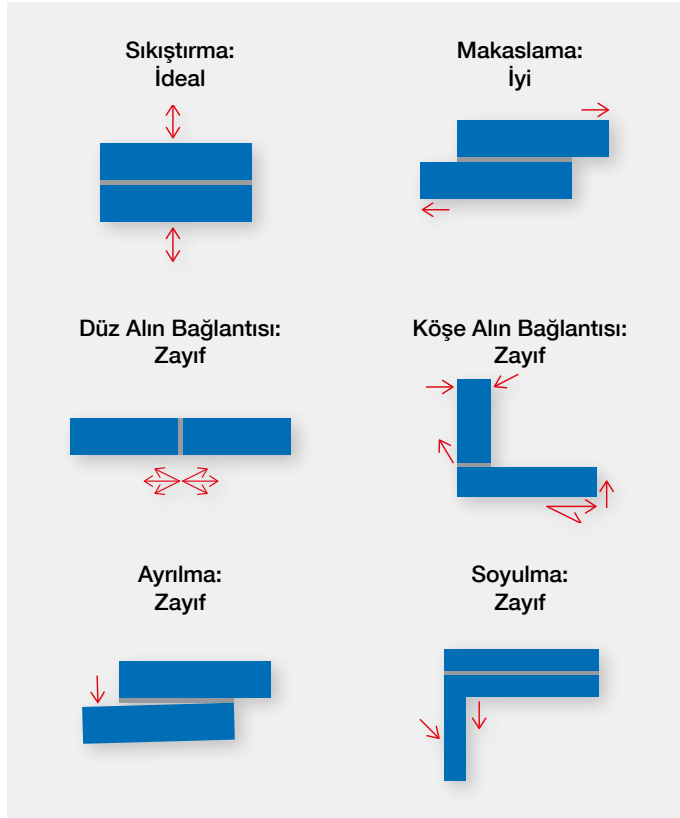 Sıkıştırma:
İdeal
Makaslama:
İyi
Düz Alın Bağlantısı:
Zayıf
Köşe Alın Bağlantısı:
Zayıf
Ayrılma:
Zayıf
Soyulma:
Zayıf